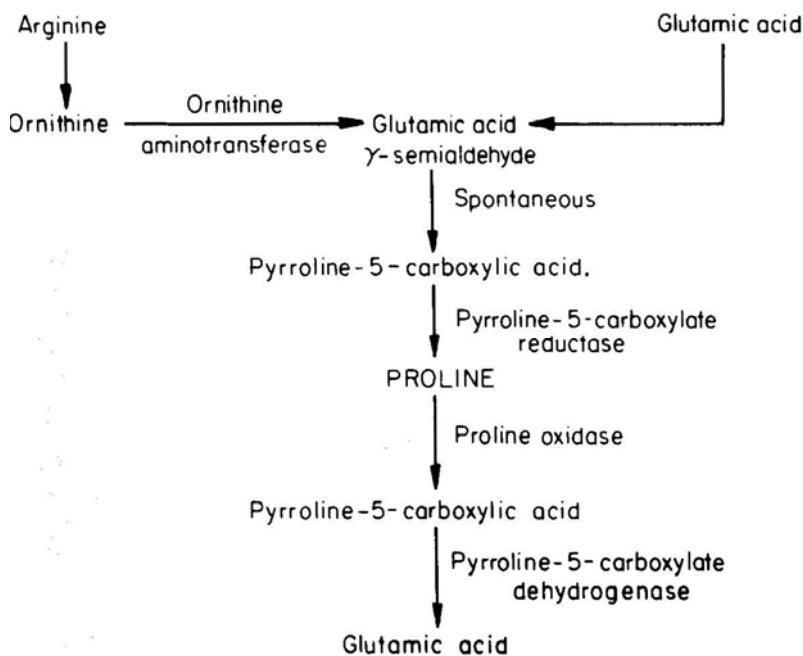 Arginine
Glutamic acid
Ornithine
Ornithine
aminotransferase
Glutamic acid
γ-semialdehyde
Spontaneous
Pyrroline-5-carboxylic acid.
Pyrroline-5-carboxylate
reductase
PROLINE
Proline oxidase
Pyrroline-5-carboxylic acid
Pyrroline-5-carboxylate
dehydrogenase
Glutamic acid